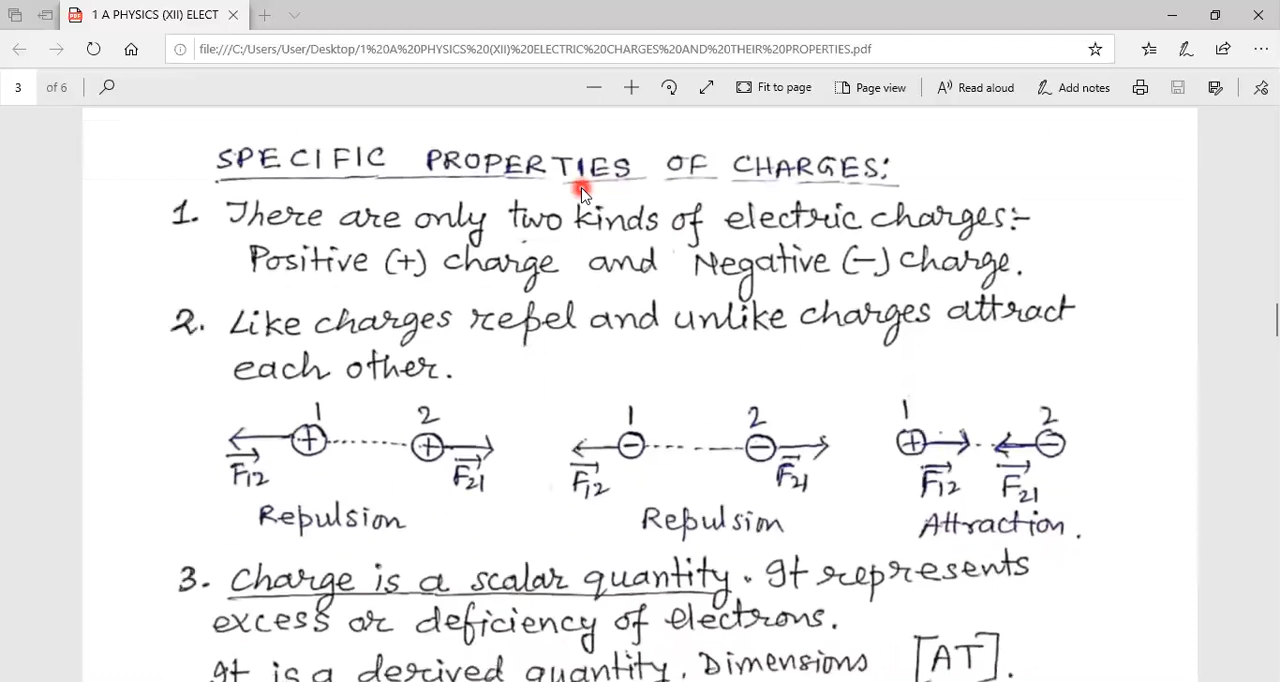 1 A PHYSICS (XII) ELECT
file:///C:/Users/User/Desktop/1%20A%20PHYSICS%20(XII)%20ELECTRIC%20CHARGES%20AND%20THEIR%20PROPERTIES.pdf
3 of 6 Fit to page Page view Read aloud Add notes
SPECIFIC PROPERTIES OF CHARGES:
1. There are only two kinds of electric charges:-
Positive (+) charge and Negative (-) charge.
2. Like charges repel and unlike charges attract
each other.
1 2 1 2 1 2
+ + - - + -
F12 F21 F12 F21 F12 F21
Repulsion Repulsion Attraction.
3. Charge is a scalar quantity. It represents
excess or deficiency of electrons.
It is a derived quantity. Dimensions [AT].